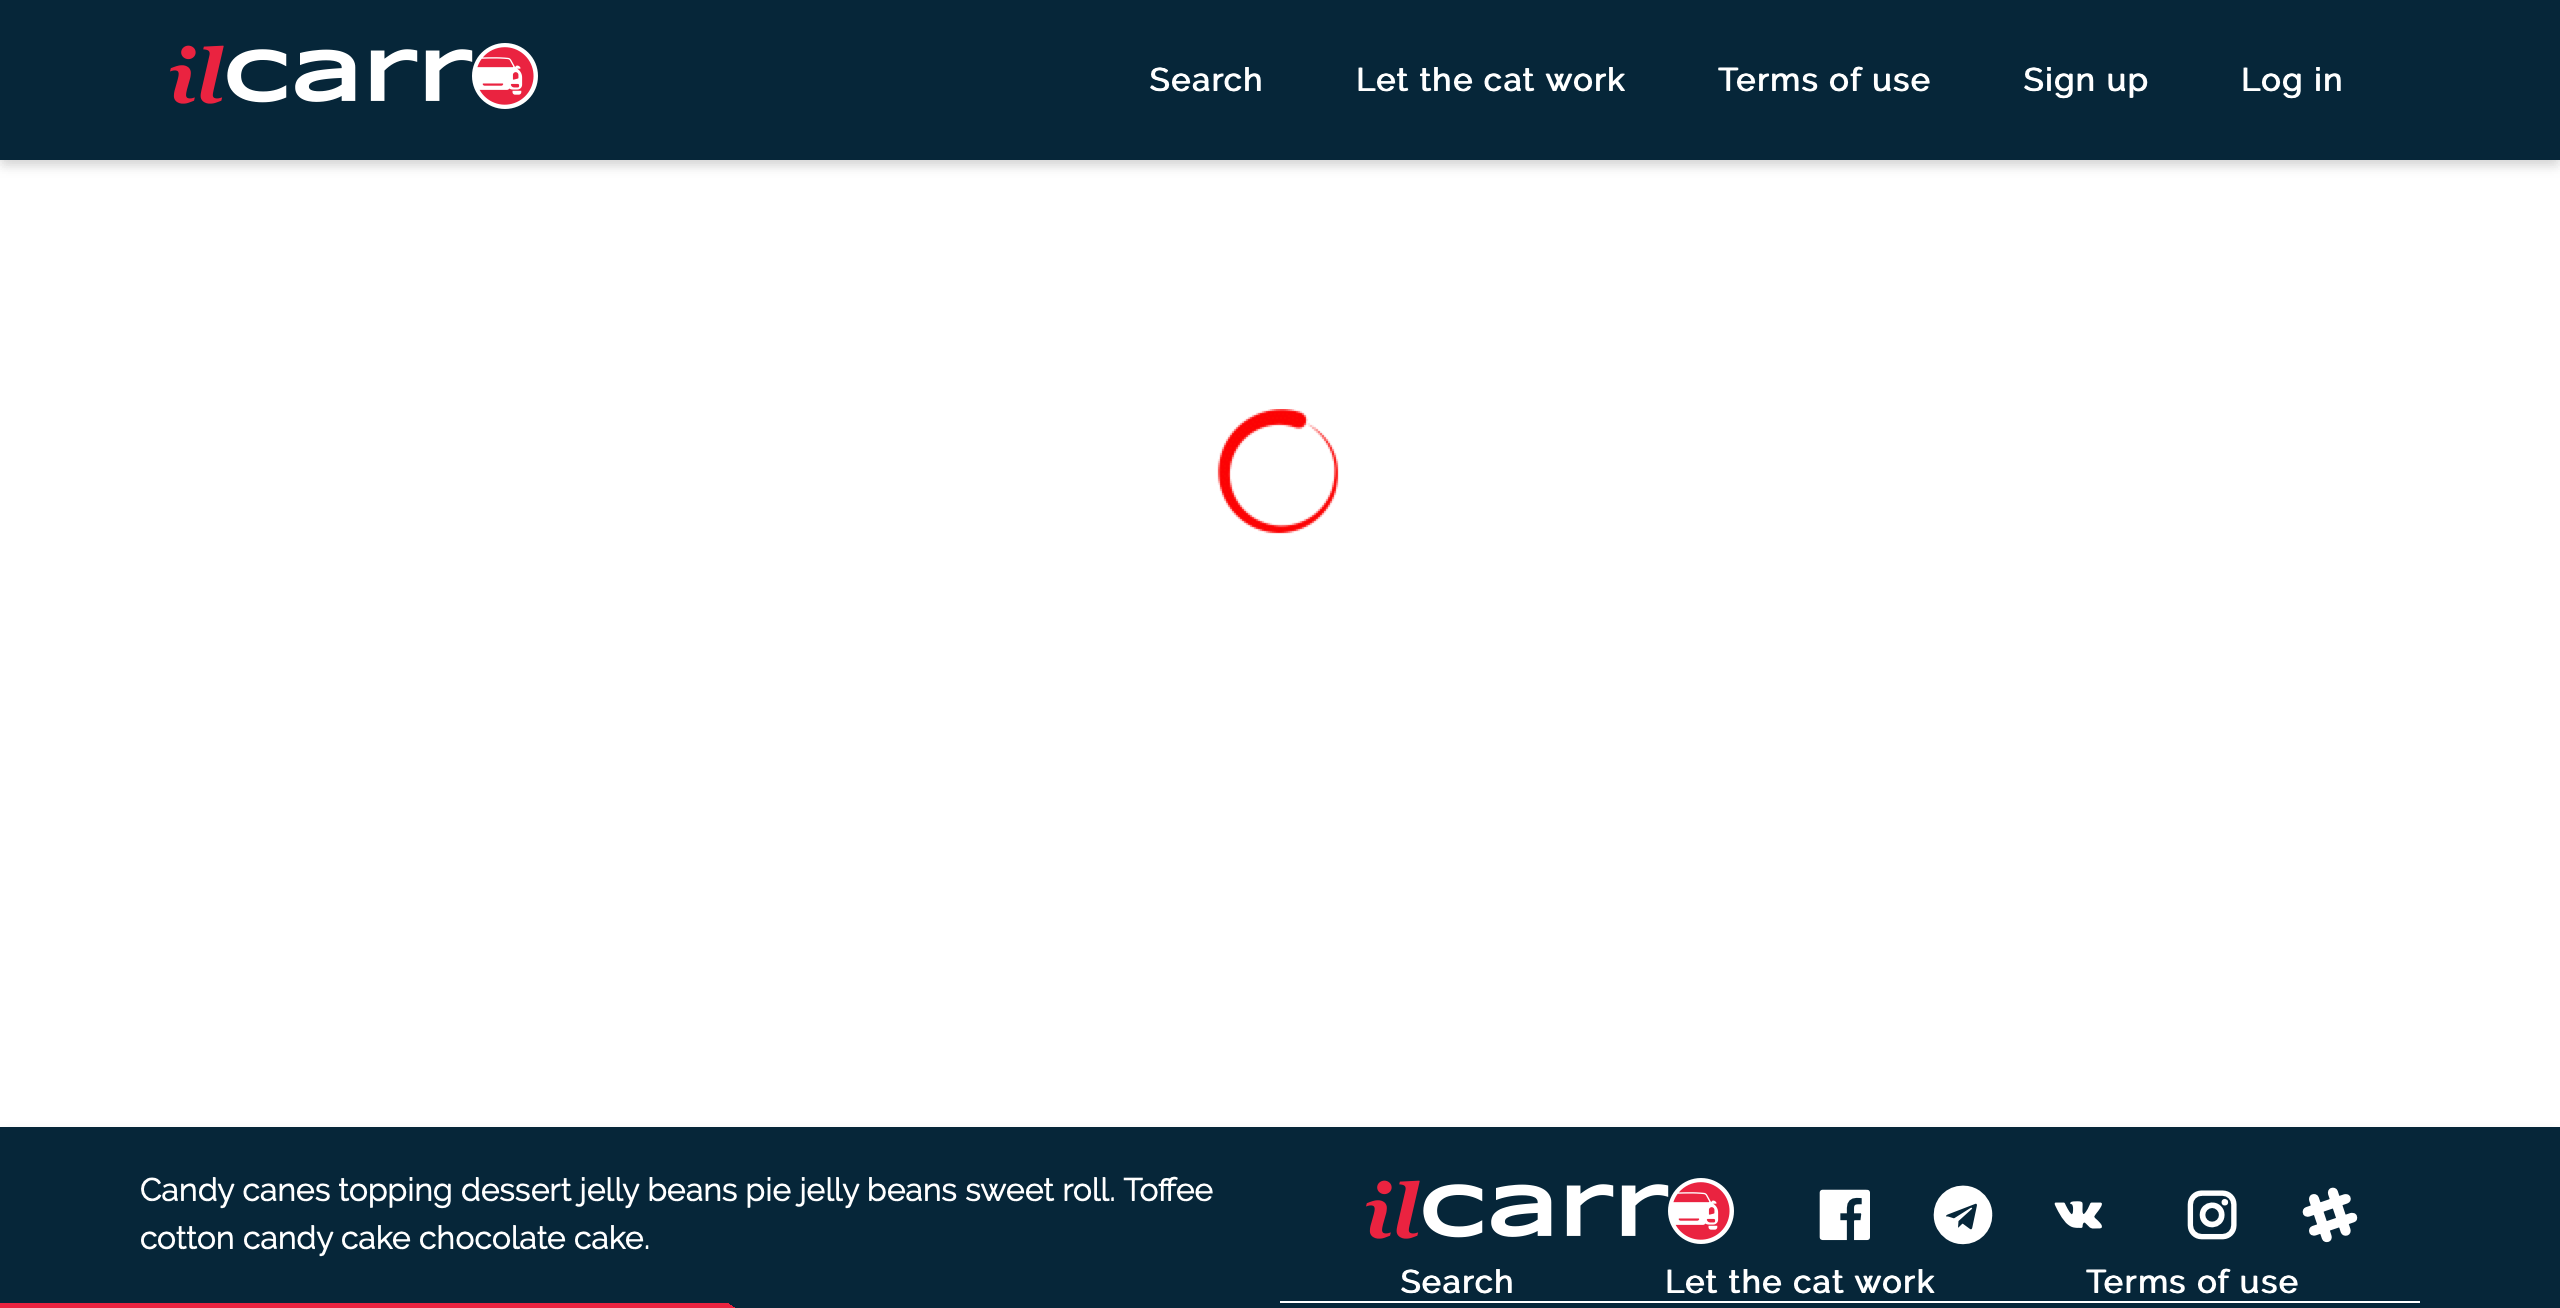 ilcarro
Search Let the cat work Terms of use Sign up Log in
Candy canes topping dessert jelly beans pie jelly beans sweet roll. Toffee
cotton candy cake chocolate cake.
ilcarro
Search Let the cat work Terms of use